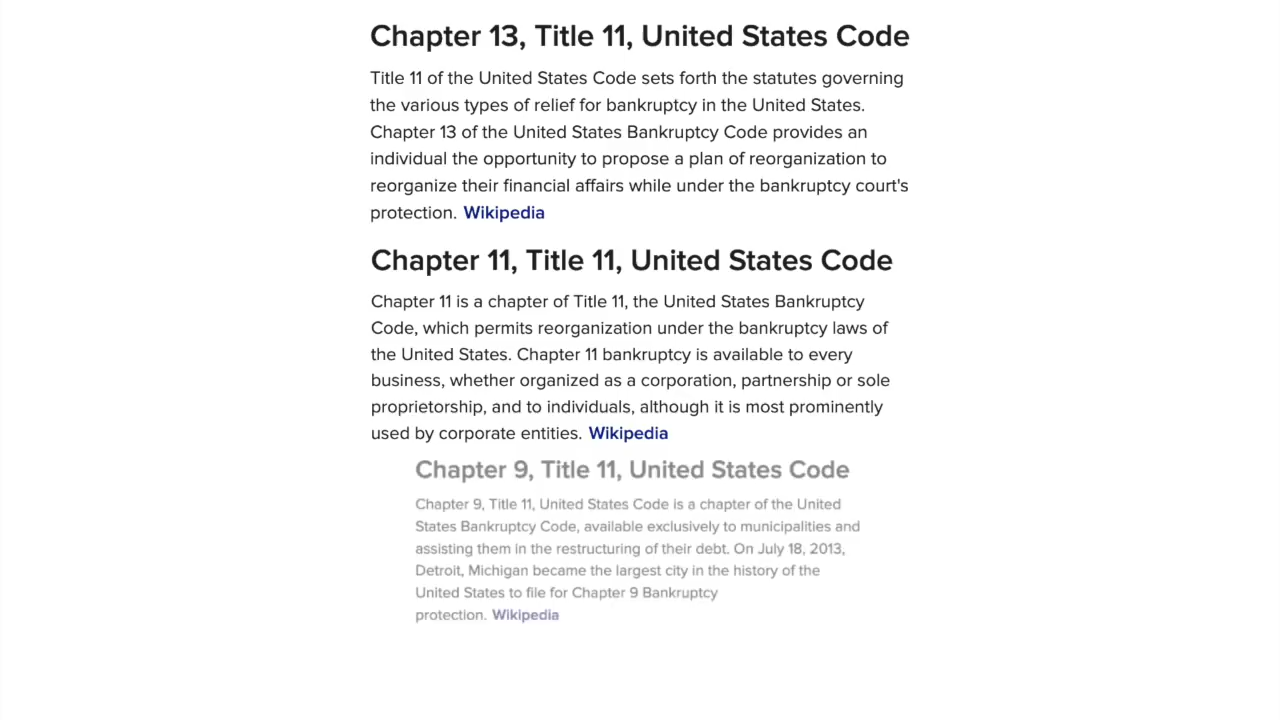 Chapter 13, Title 11, United States Code
Title 11 of the United States Code sets forth the statutes governing
the various types of relief for bankruptcy in the United States.
Chapter 13 of the United States Bankruptcy Code provides an
individual the opportunity to propose a plan of reorganization to
reorganize their financial affairs while under the bankruptcy court's
protection. Wikipedia
Chapter 11, Title 11, United States Code
Chapter 11 is a chapter of Title 11, the United States Bankruptcy
Code, which permits reorganization under the bankruptcy laws of
the United States. Chapter 11 bankruptcy is available to every
business, whether organized as a corporation, partnership or sole
proprietorship, and to individuals, although it is most prominently
used by corporate entities. Wikipedia
Chapter 9, Title 11, United States Code
Chapter 9, Title 11, United States Code is a chapter of the United
States Bankruptcy Code, available exclusively to municipalities and
assisting them in the restructuring of their debt. On July 18, 2013,
Detroit, Michigan became the largest city in the history of the
United States to file for Chapter 9 Bankruptcy
protection. Wikipedia